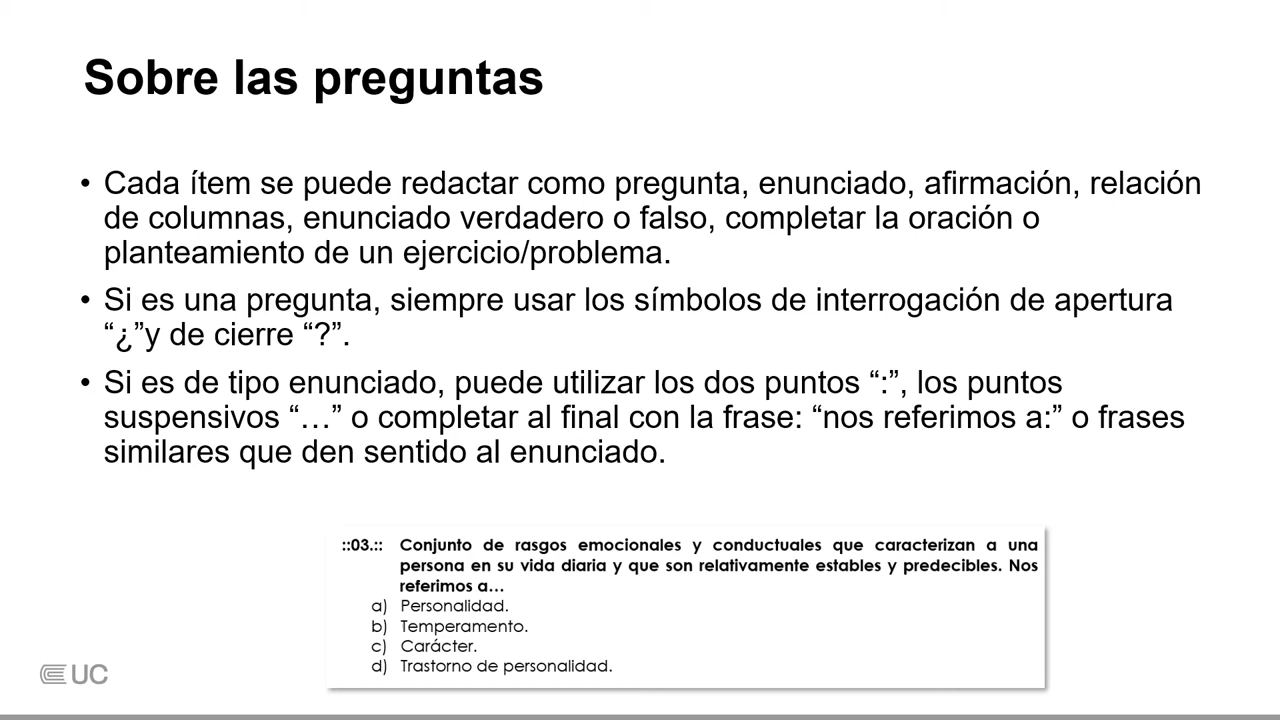 Sobre las preguntas
• Cada ítem se puede redactar como pregunta, enunciado, afirmación, relación
de columnas, enunciado verdadero o falso, completar la oración o
planteamiento de un ejercicio/problema.
• Si es una pregunta, siempre usar los símbolos de interrogación de apertura
“¿”y de cierre “?”.
• Si es de tipo enunciado, puede utilizar los dos puntos “:”, los puntos
suspensivos “…” o completar al final con la frase: “nos referimos a:” o frases
similares que den sentido al enunciado.
::03.:: Conjunto de rasgos emocionales y conductuales que caracterizan a una
persona en su vida diaria y que son relativamente estables y predecibles. Nos
referimos a…
a) Personalidad.
b) Temperamento.
c) Carácter.
d) Trastorno de personalidad.
UC